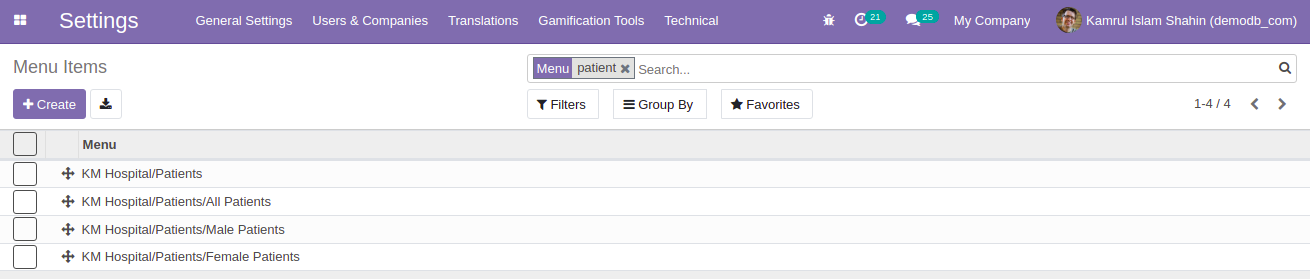 Settings General Settings Users & Companies Translations Gamification Tools Technical 21 25 My Company Kamrul Islam Shahin (demodb_com)
Menu Items Menu patient Search...
Create Filters Group By Favorites 1-4 / 4
Menu
KM Hospital/Patients
KM Hospital/Patients/All Patients
KM Hospital/Patients/Male Patients
KM Hospital/Patients/Female Patients